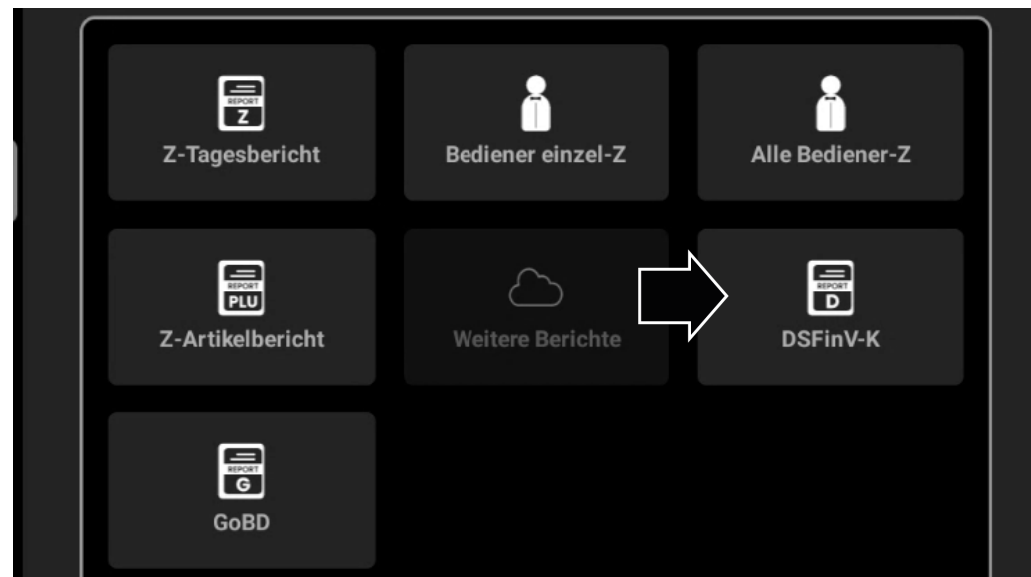 REPORT
Z
Z-Tagesbericht
Bediener einzel-Z
Alle Bediener-Z
REPORT
PLU
Z-Artikelbericht
Weitere Berichte
REPORT
D
DSFinV-K
REPORT
G
GoBD